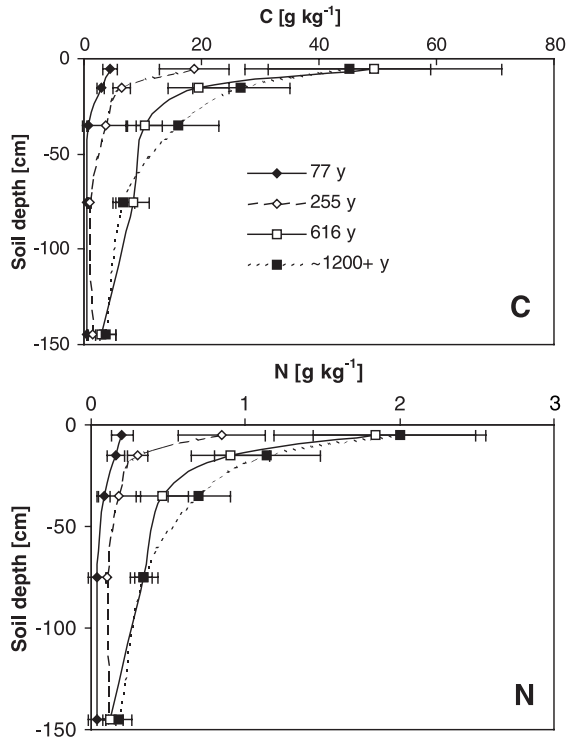 C [g kg-1]
0 20 40 60 80
0
-50
-100
-150
Soil depth [cm]
77 y
255 y
616 y
~1200+ y
C
N [g kg-1]
0 1 2 3
0
-50
-100
-150
Soil depth [cm]
N